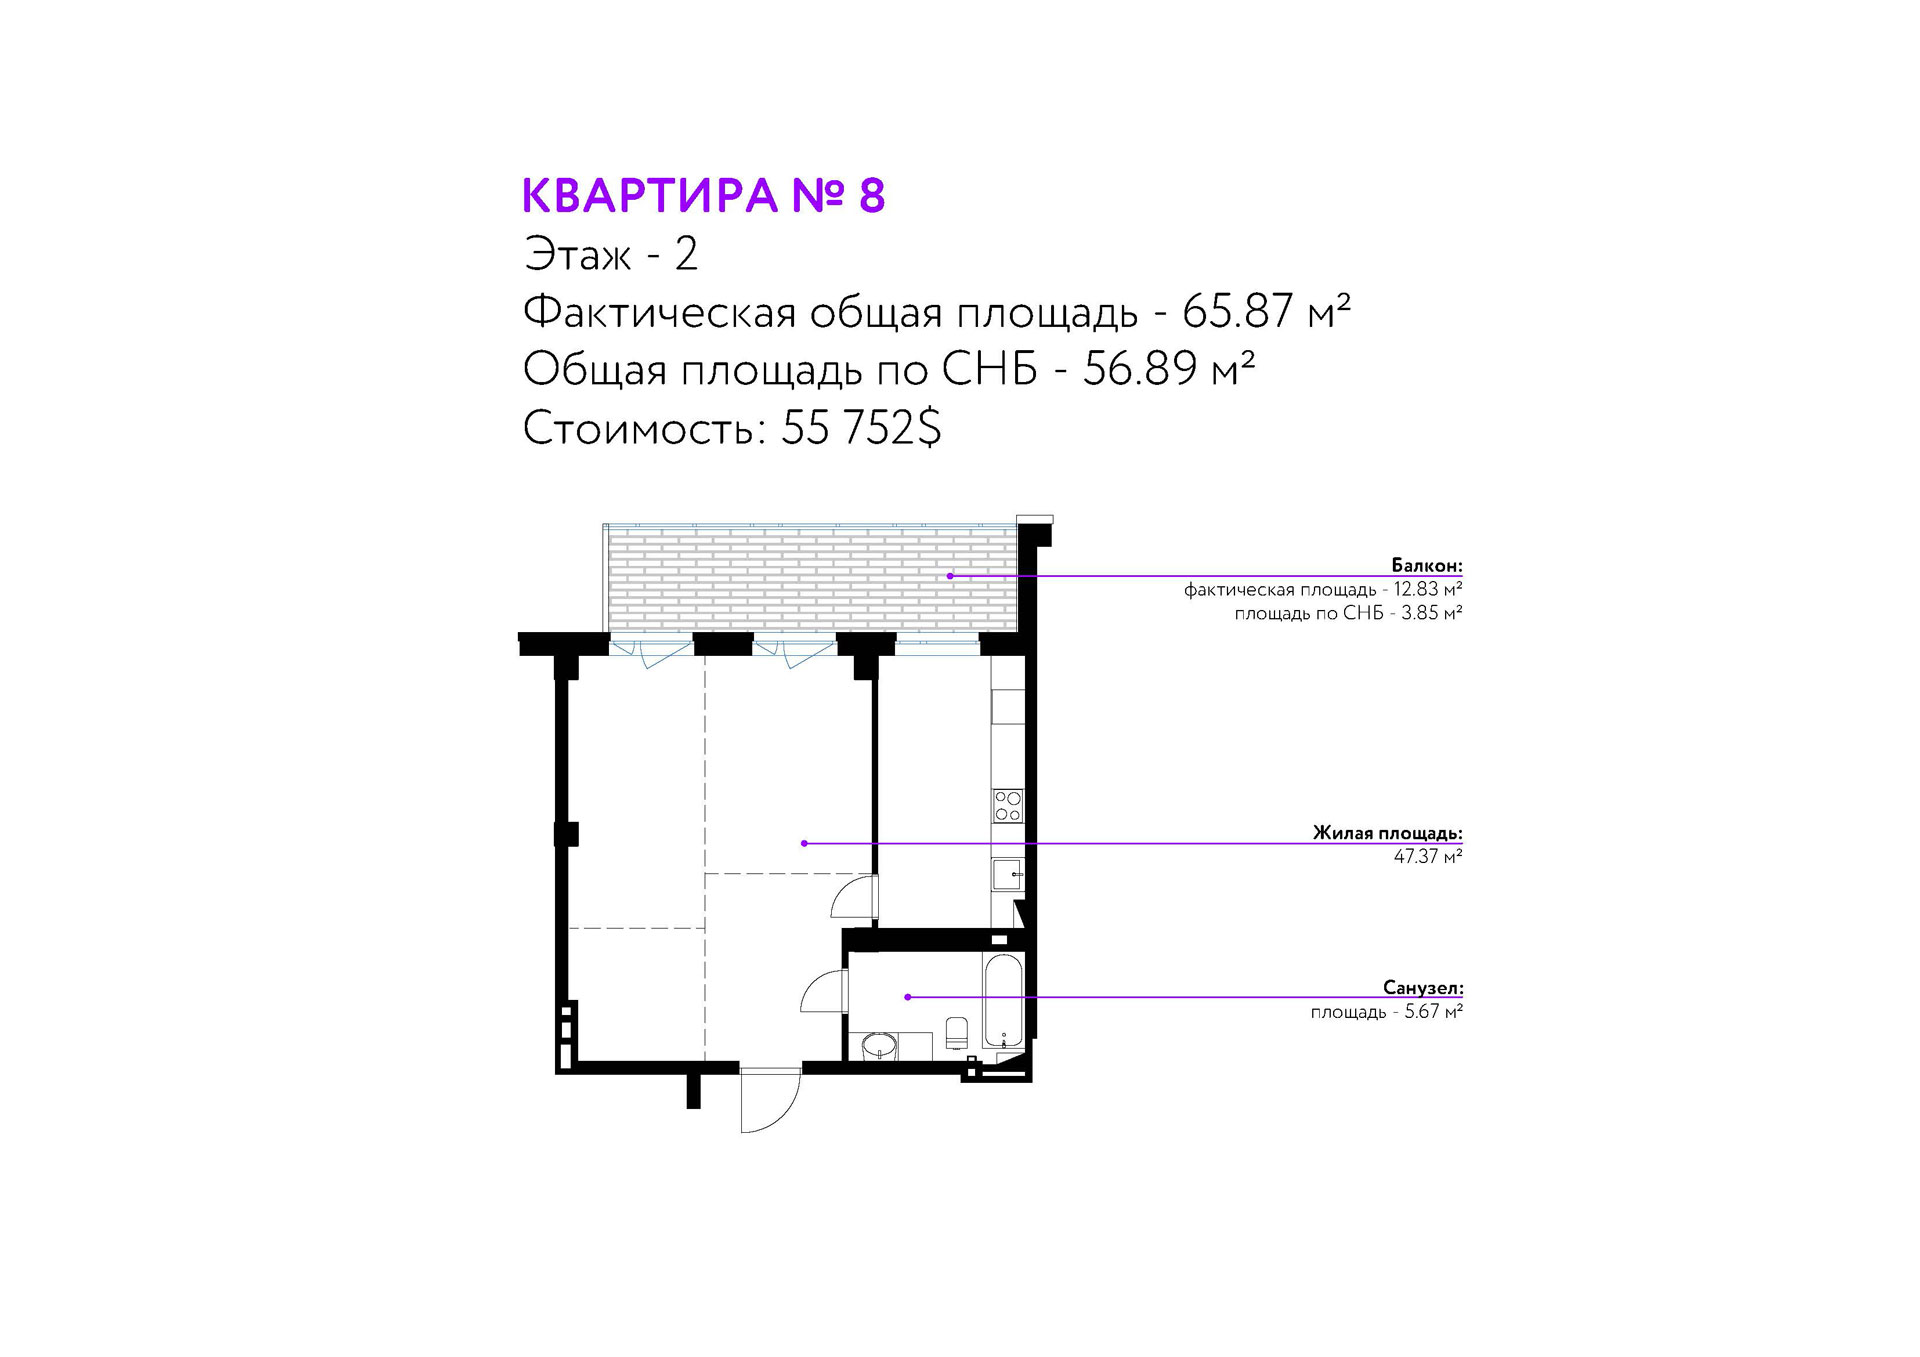 КВАРТИРА № 8
Этаж - 2
Фактическая общая площадь - 65.87 м²
Общая площадь по СНБ - 56.89 м²
Стоимость: 55 752$
Балкон:
фактическая площадь - 12.83 м²
площадь по СНБ - 3.85 м²
Жилая площадь:
47.37 м²
Санузел:
площадь - 5.67 м²